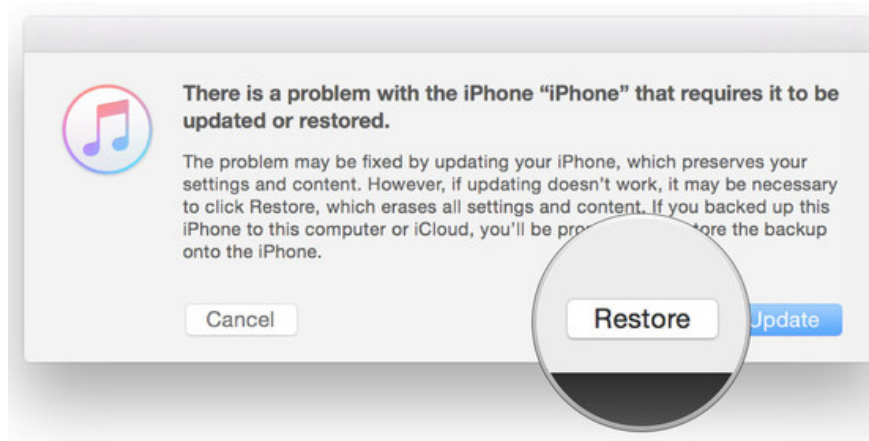 There is a problem with the iPhone “iPhone” that requires it to be
updated or restored.
The problem may be fixed by updating your iPhone, which preserves your
settings and content. However, if updating doesn’t work, it may be necessary
to click Restore, which erases all settings and content. If you backed up this
iPhone to this computer or iCloud, you’ll be the backup
onto the iPhone.
Cancel Restore Update